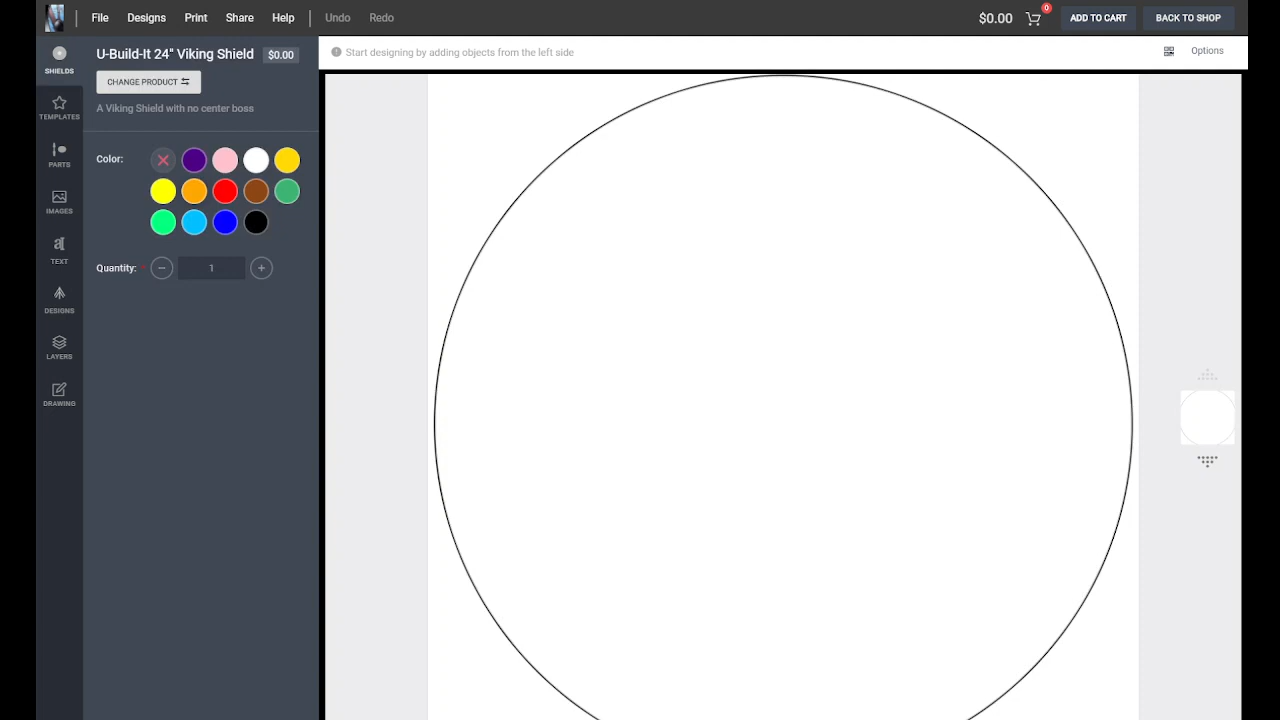 File Designs Print Share Help Undo Redo $0.00 0 ADD TO CART BACK TO SHOP
Start designing by adding objects from the left side Options
SHIELDS
TEMPLATES
PARTS
IMAGES
TEXT
DESIGNS
LAYERS
DRAWING
U-Build-It 24" Viking Shield $0.00
CHANGE PRODUCT
A Viking Shield with no center boss
Color:
Quantity: * 1